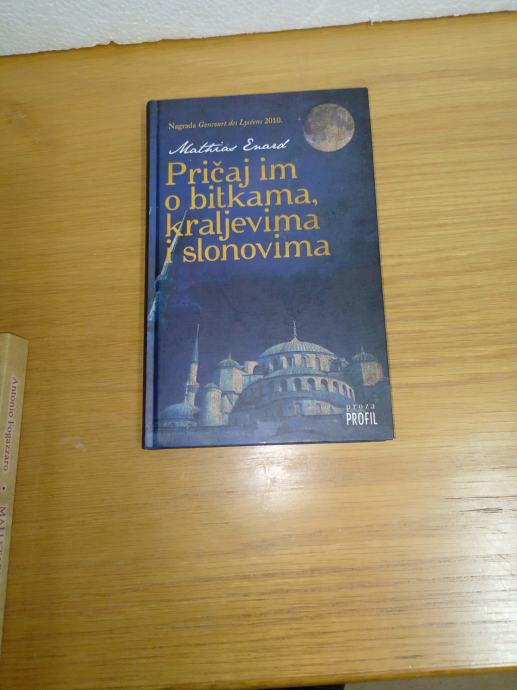 Nagrada Goncourt des Lycéens 2010.
Mathias Enard
Pričaj im
o bitkama,
kraljevima
i slonovima
proza
PROFIL
Antonio Fogazzaro •